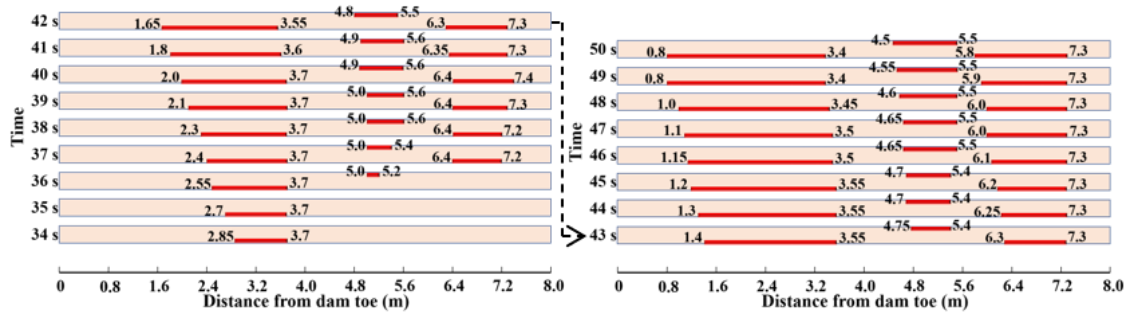 42 s 1.65 3.55 4.8 5.5 6.3 7.3
41 s 1.8 3.6 4.9 5.6 6.35 7.3
40 s 2.0 3.7 4.9 5.6 6.4 7.4
39 s 2.1 3.7 5.0 5.6 6.4 7.3
38 s 2.3 3.7 5.0 5.6 6.4 7.2
37 s 2.4 3.7 5.0 5.4 6.4 7.2
36 s 2.55 3.7 5.0 5.2
35 s 2.7 3.7
34 s 2.85 3.7
Time
0 0.8 1.6 2.4 3.2 4.0 4.8 5.6 6.4 7.2 8.0
Distance from dam toe (m)
50 s 0.8 3.4 4.5 5.5 5.8 7.3
49 s 0.8 3.4 4.55 5.5 5.9 7.3
48 s 1.0 3.45 4.6 5.5 6.0 7.3
47 s 1.1 3.5 4.65 5.5 6.0 7.3
46 s 1.15 3.5 4.65 5.5 6.1 7.3
45 s 1.2 3.55 4.7 5.4 6.2 7.3
44 s 1.3 3.55 4.7 5.4 6.25 7.3
43 s 1.4 3.55 4.75 5.4 6.3 7.3
Time
0 0.8 1.6 2.4 3.2 4.0 4.8 5.6 6.4 7.2 8.0
Distance from dam toe (m)